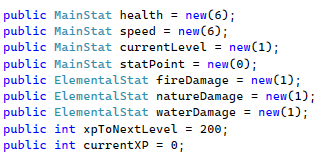 public MainStat health = new(6);
public MainStat speed = new(6);
public MainStat currentLevel = new(1);
public MainStat statPoint = new(0);
public ElementalStat fireDamage = new(1);
public ElementalStat natureDamage = new(1);
public ElementalStat waterDamage = new(1);
public int xpToNextLevel = 200;
public int currentXP = 0;